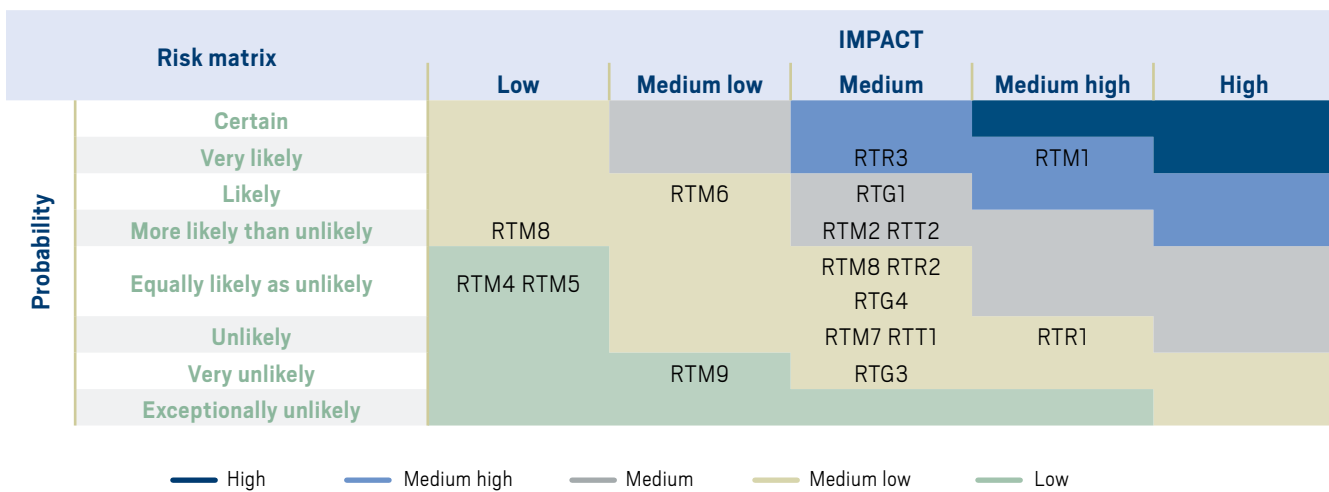 Risk matrix
IMPACT
Low Medium low Medium Medium high High
Probability
Certain
Very likely RTR3 RTM1
Likely RTM6 RTG1
More likely than unlikely RTM8 RTM2 RTT2
Equally likely as unlikely RTM4 RTM5 RTM8 RTR2
RTG4
Unlikely RTM7 RTT1 RTR1
Very unlikely RTM9 RTG3
Exceptionally unlikely
High Medium high Medium Medium low Low